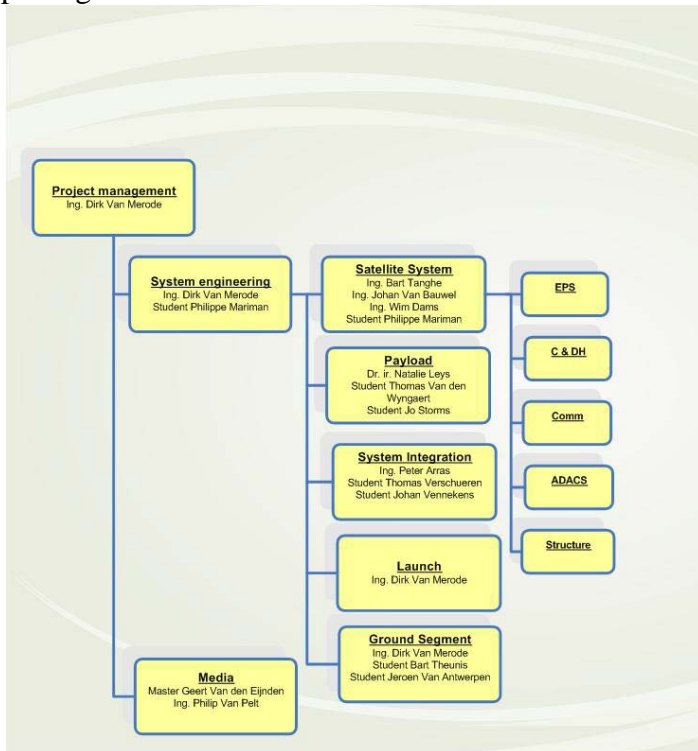 Project management
Ing. Dirk Van Merode
System engineering
Ing. Dirk Van Merode
Student Philippe Mariman
Satellite System
Ing. Bart Tanghe
Ing. Johan Van Bauwel
Ing. Wim Dams
Student Philippe Mariman
EPS
C & DH
Comm
ADACS
Structure
Payload
Dr. ir. Natalie Leys
Student Thomas Van den
Wyngaert
Student Jo Storms
System Integration
Ing. Peter Arras
Student Thomas Verschueren
Student Johan Vennekens
Launch
Ing. Dirk Van Merode
Ground Segment
Ing. Dirk Van Merode
Student Bart Theunis
Student Jeroen Van Antwerpen
Media
Master Geert Van den Eijnden
Ing. Philip Van Pelt